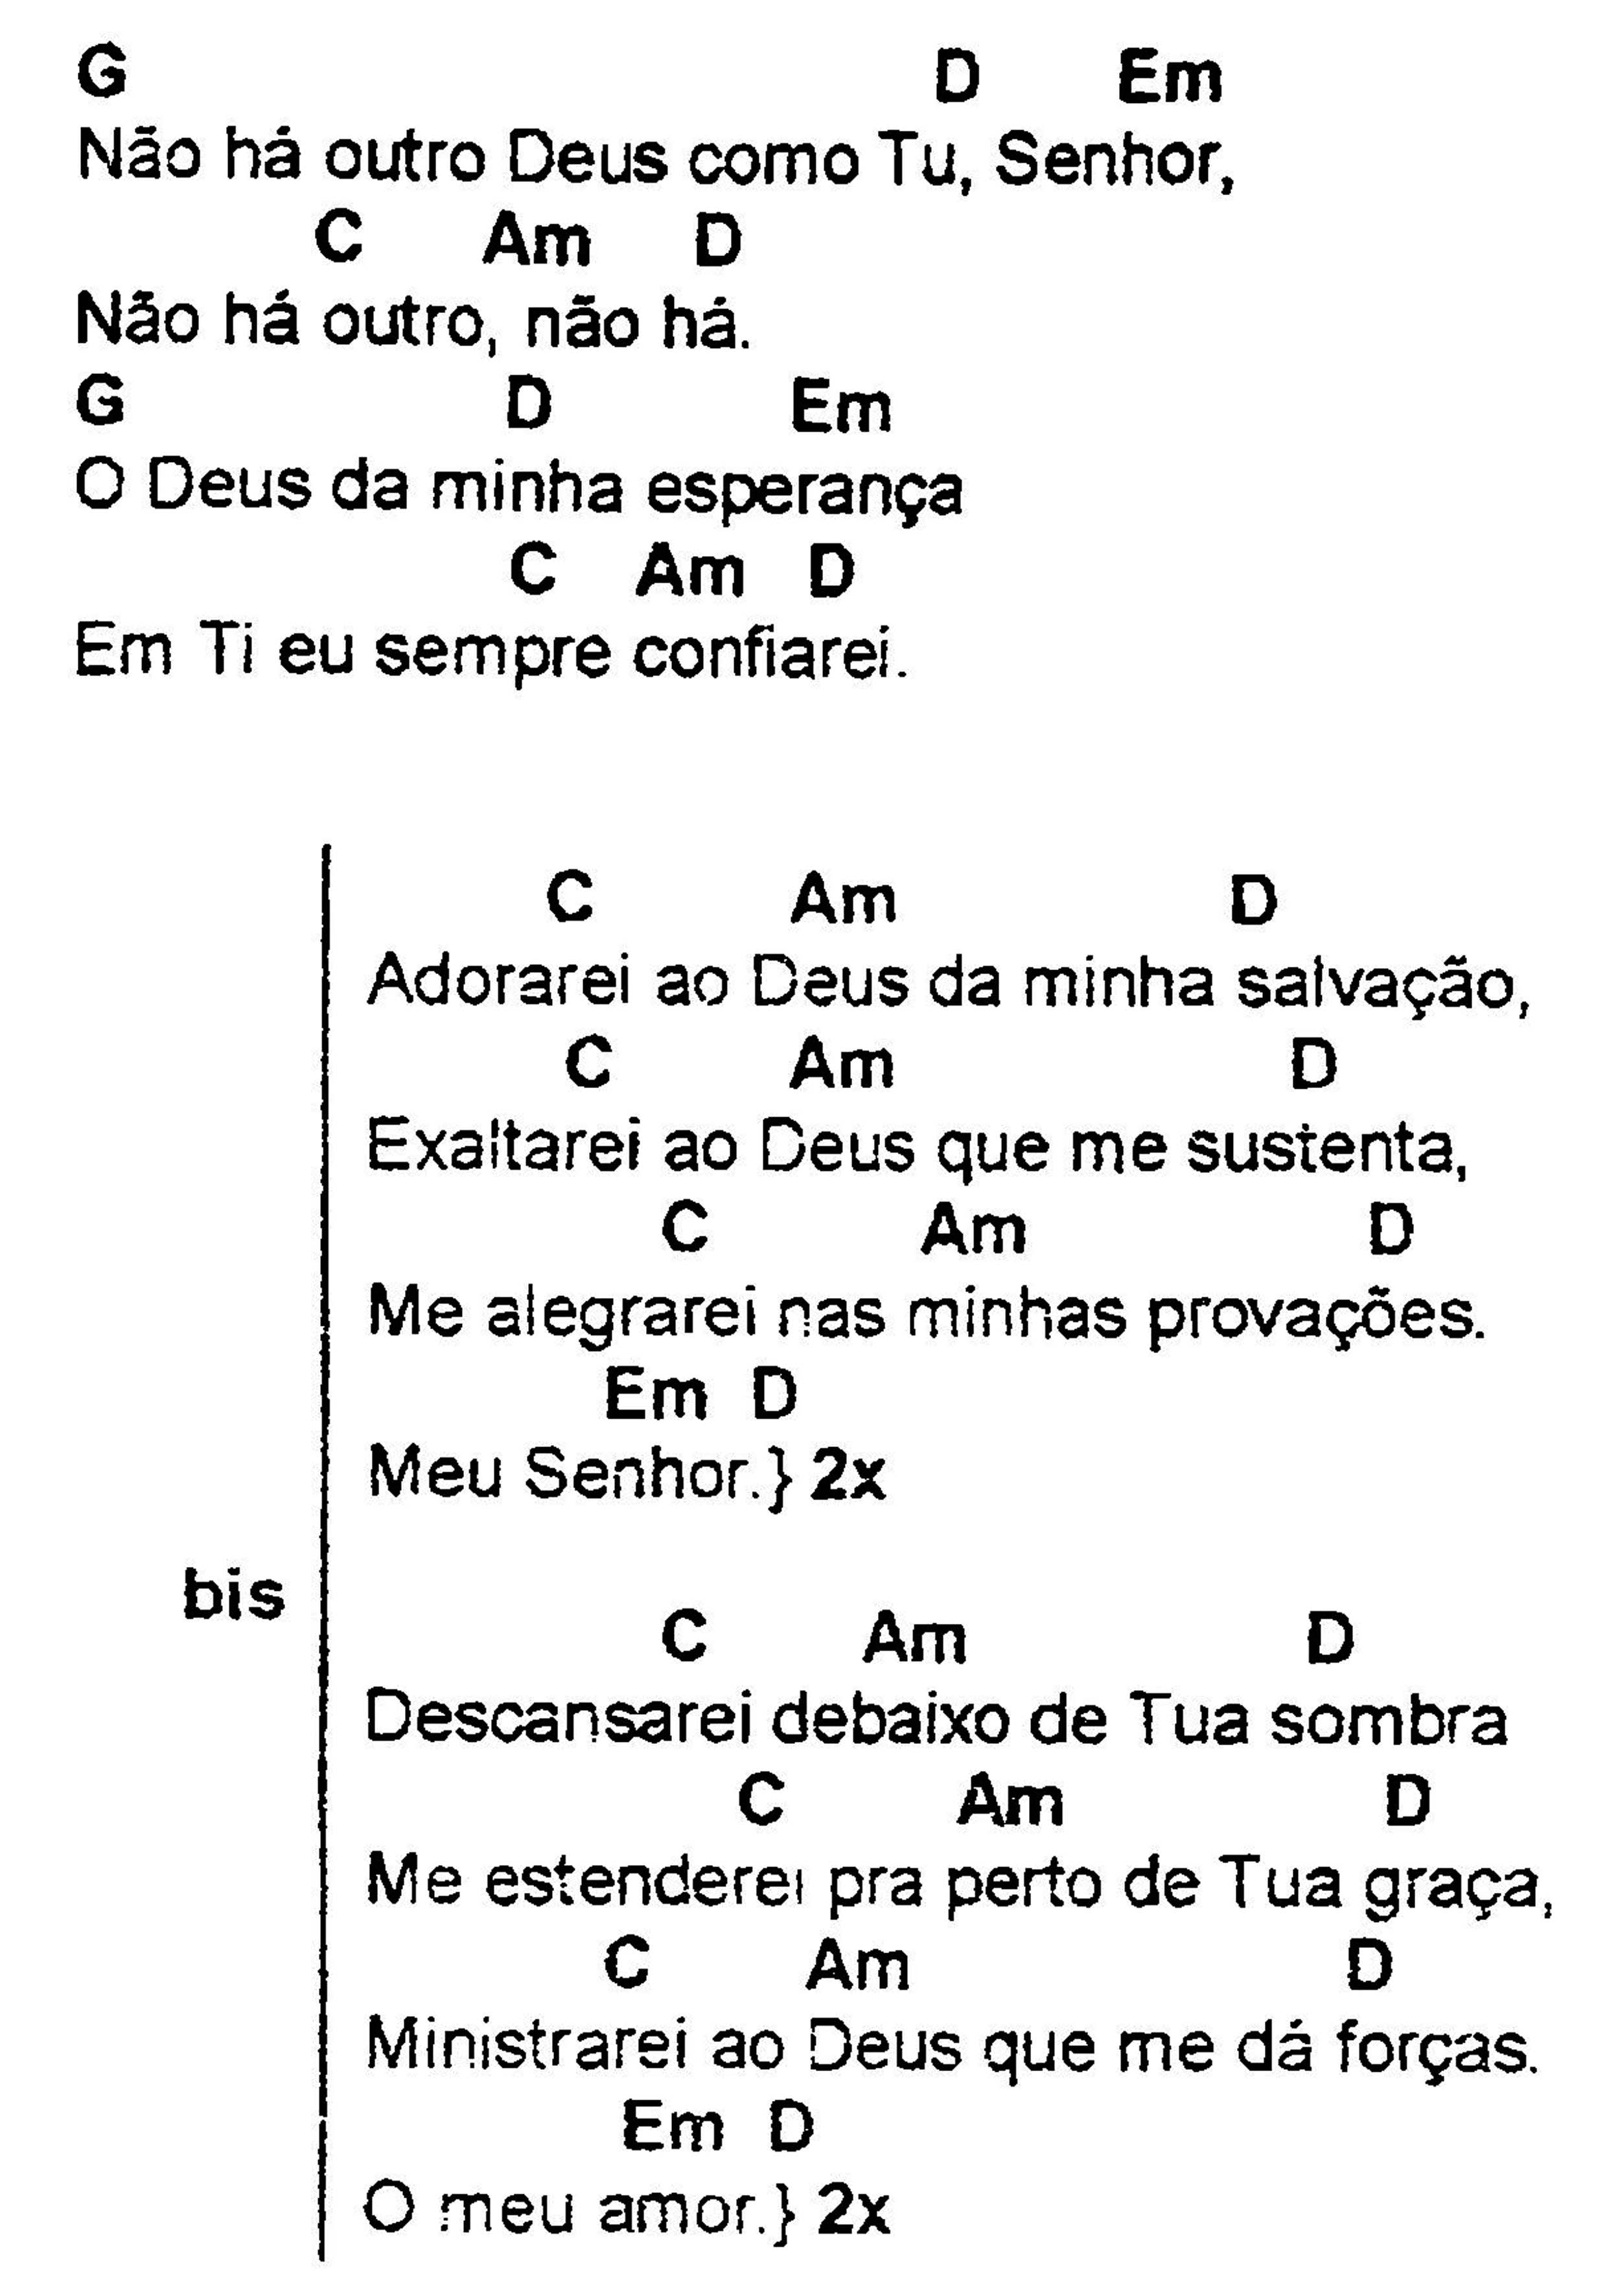 G D Em
Não há outro Deus como Tu, Senhor,
C Am D
Não há outro, não há.
G D Em
O Deus da minha esperança
C Am D
Em Ti eu sempre confiarei.
C Am D
Adorarei ao Deus da minha salvação,
C Am D
Exaltarei ao Deus que me sustenta,
C Am D
Me alegrarei nas minhas provações.
Em D
Meu Senhor.} 2x
bis
C Am D
Descansarei debaixo de Tua sombra
C Am D
Me estenderei pra perto de Tua graça,
C Am D
Ministrarei ao Deus que me dá forças.
Em D
O meu amor.} 2x